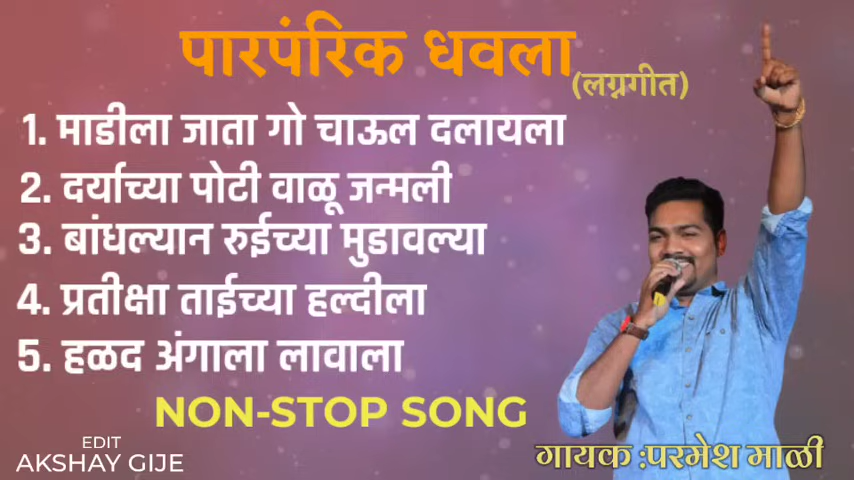 पारपंरिक धवला
(लग्नगीत)
1. माडीला जाता गो चाऊल दलायला
2. दर्याच्या पोटी वाळू जन्मली
3. बांधल्यान रुईच्या मुडावल्या
4. प्रतीक्षा ताईच्या हल्दीला
5. हळद अंगाला लावाला
NON-STOP SONG
EDIT
AKSHAY GIJE
गायक :परमेश माळी